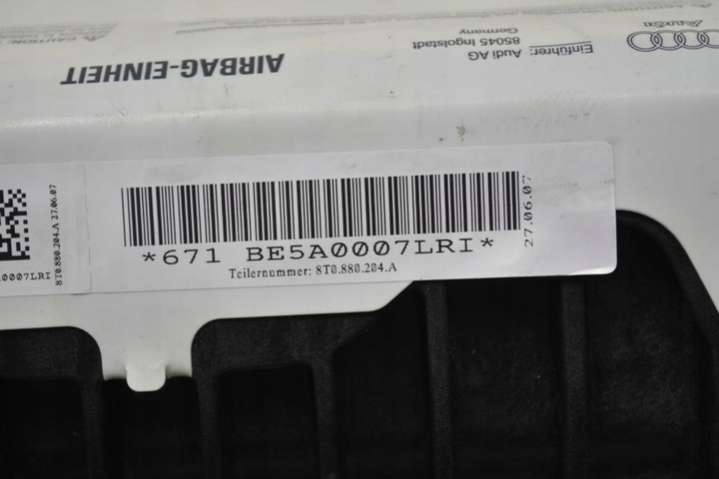 Einführer:
Audi AG
85045 Ingolstadt
Germany
AIRBAG-EINHEIT
*671 BE5A0007LRI*
Teilernummer: 8T0.880.204.A
27.06.07
0007LRI
8T0.880.204.A 27.06.07